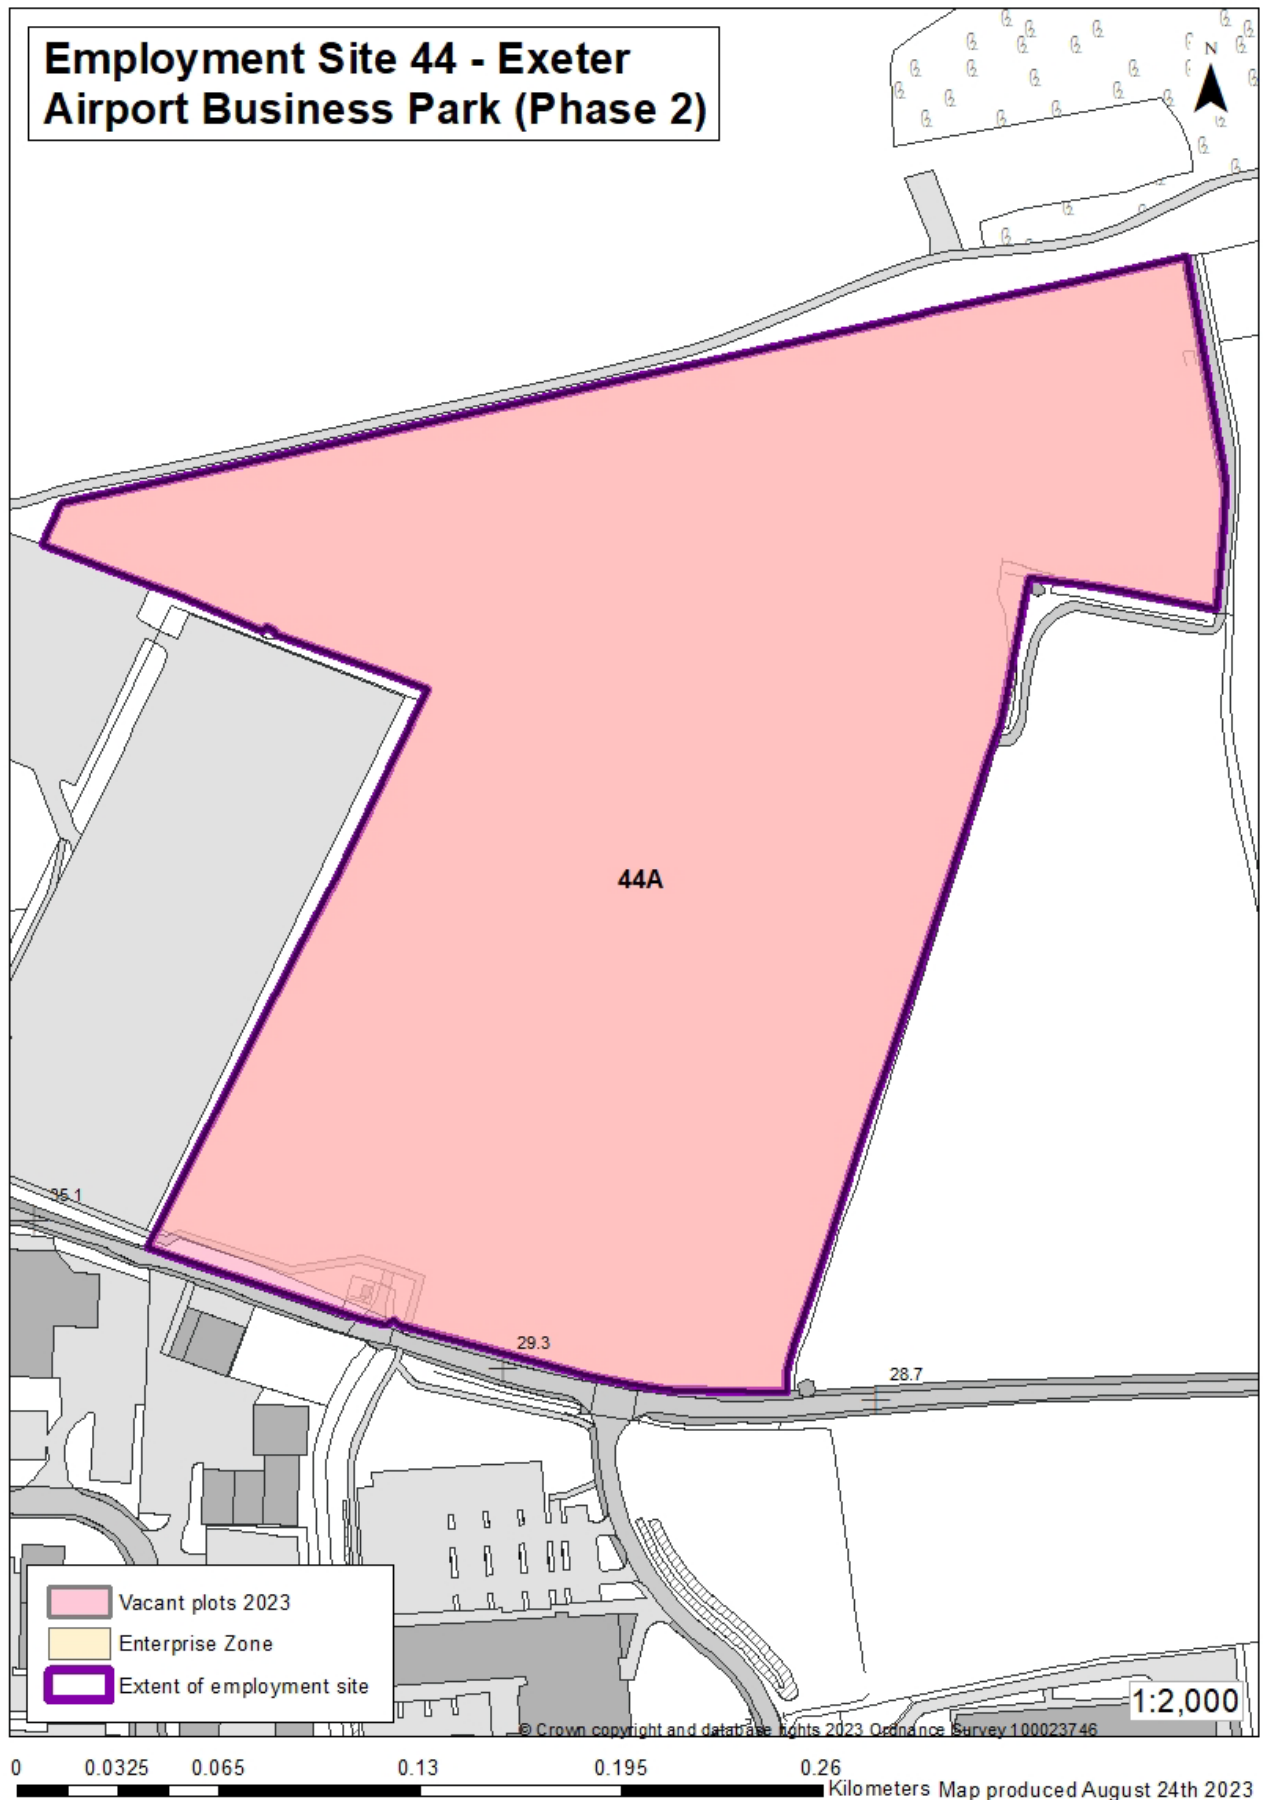 Employment Site 44 - Exeter
Airport Business Park (Phase 2)
N
44A
29.3
28.7
Vacant plots 2023
Enterprise Zone
Extent of employment site
1:2,000
© Crown copyright and database rights 2023 Ordnance Survey 100023746
0 0.0325 0.065 0.13 0.195 0.26
Kilometers Map produced August 24th 2023